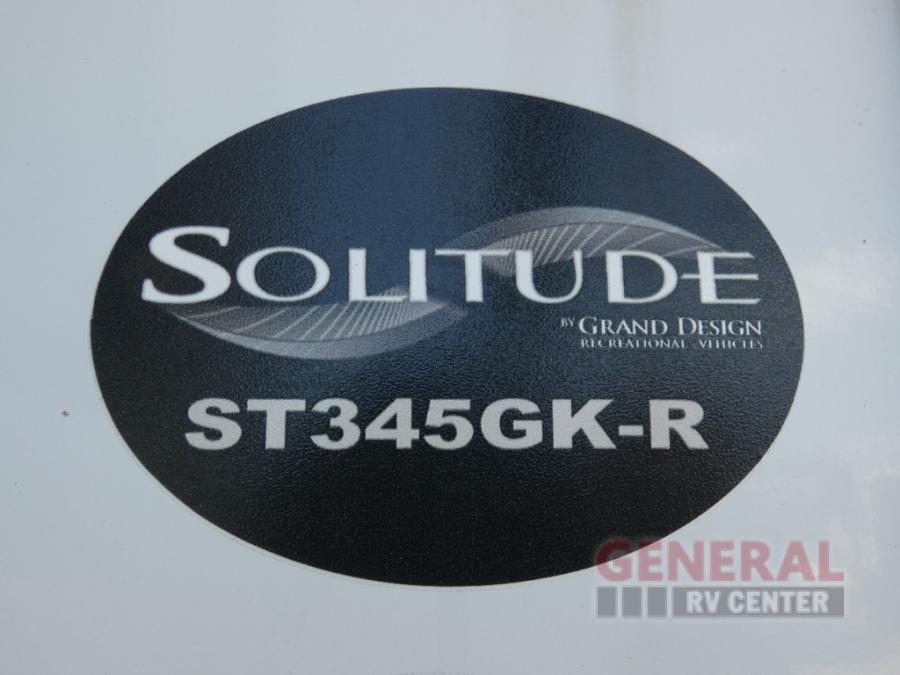 SOLITUDE
BY GRAND DESIGN
RECREATIONAL VEHICLES
ST345GK-R
GENERAL
RV CENTER